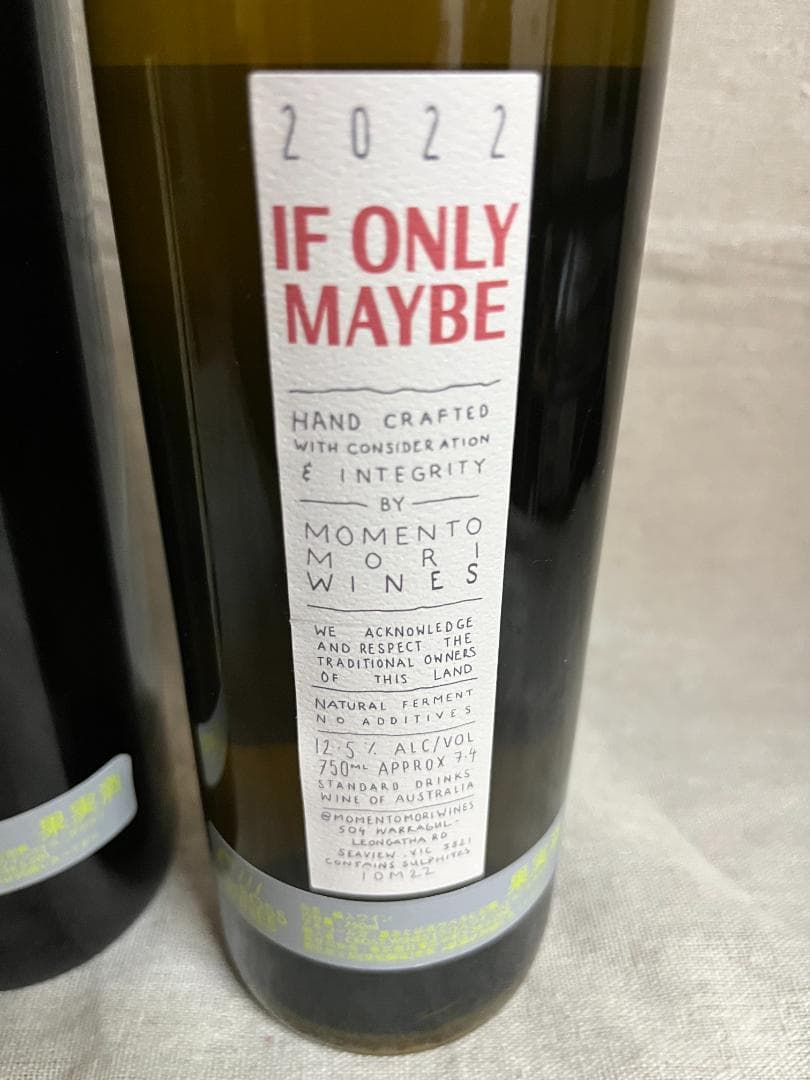 2022
IF ONLY
MAYBE
HAND CRAFTED
WITH CONSIDERATION
& INTEGRITY
BY
MOMENTO
MORI
WINES
WE ACKNOWLEDGE
AND RESPECT THE
TRADITIONAL OWNERS
OF THIS LAND
NATURAL FERMENT
NO ADDITIVES
12.5% ALC/VOL
750ML APPROX 7.4
STANDARD DRINKS
WINE OF AUSTRALIA
@MOMENTOMORIWINES
504 WARRAGUL-
LEONGATHA RD
SEAVIEW. VIC 3821
CONTAINS SULPHITES
IOM22
果実酒
果実